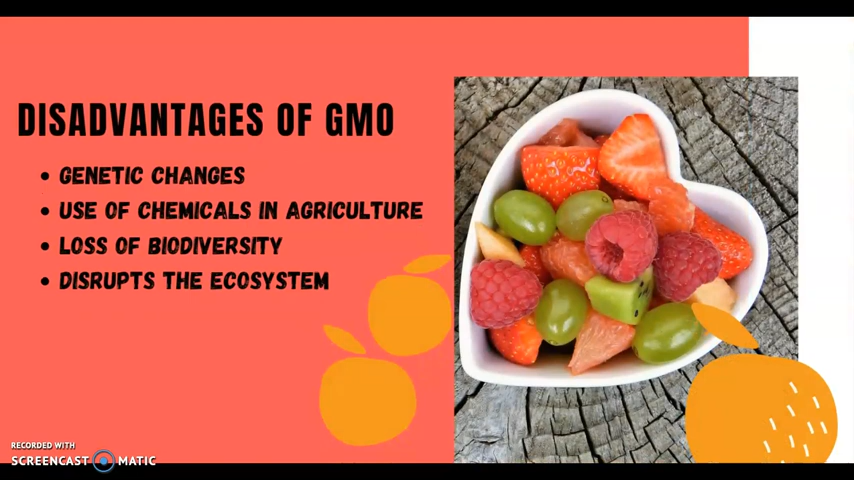 DISADVANTAGES OF GMO
• GENETIC CHANGES
• USE OF CHEMICALS IN AGRICULTURE
• LOSS OF BIODIVERSITY
• DISRUPTS THE ECOSYSTEM
RECORDED WITH
SCREENCAST MATIC